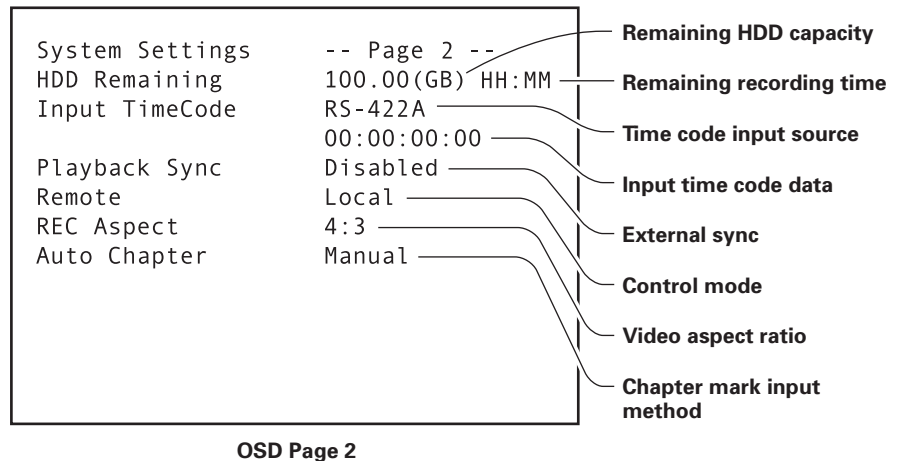 System Settings -- Page 2 --
HDD Remaining 100.00(GB) HH:MM
Input TimeCode RS-422A
00:00:00:00
Playback Sync Disabled
Remote Local
REC Aspect 4:3
Auto Chapter Manual
Remaining HDD capacity
Remaining recording time
Time code input source
Input time code data
External sync
Control mode
Video aspect ratio
Chapter mark input
method
OSD Page 2